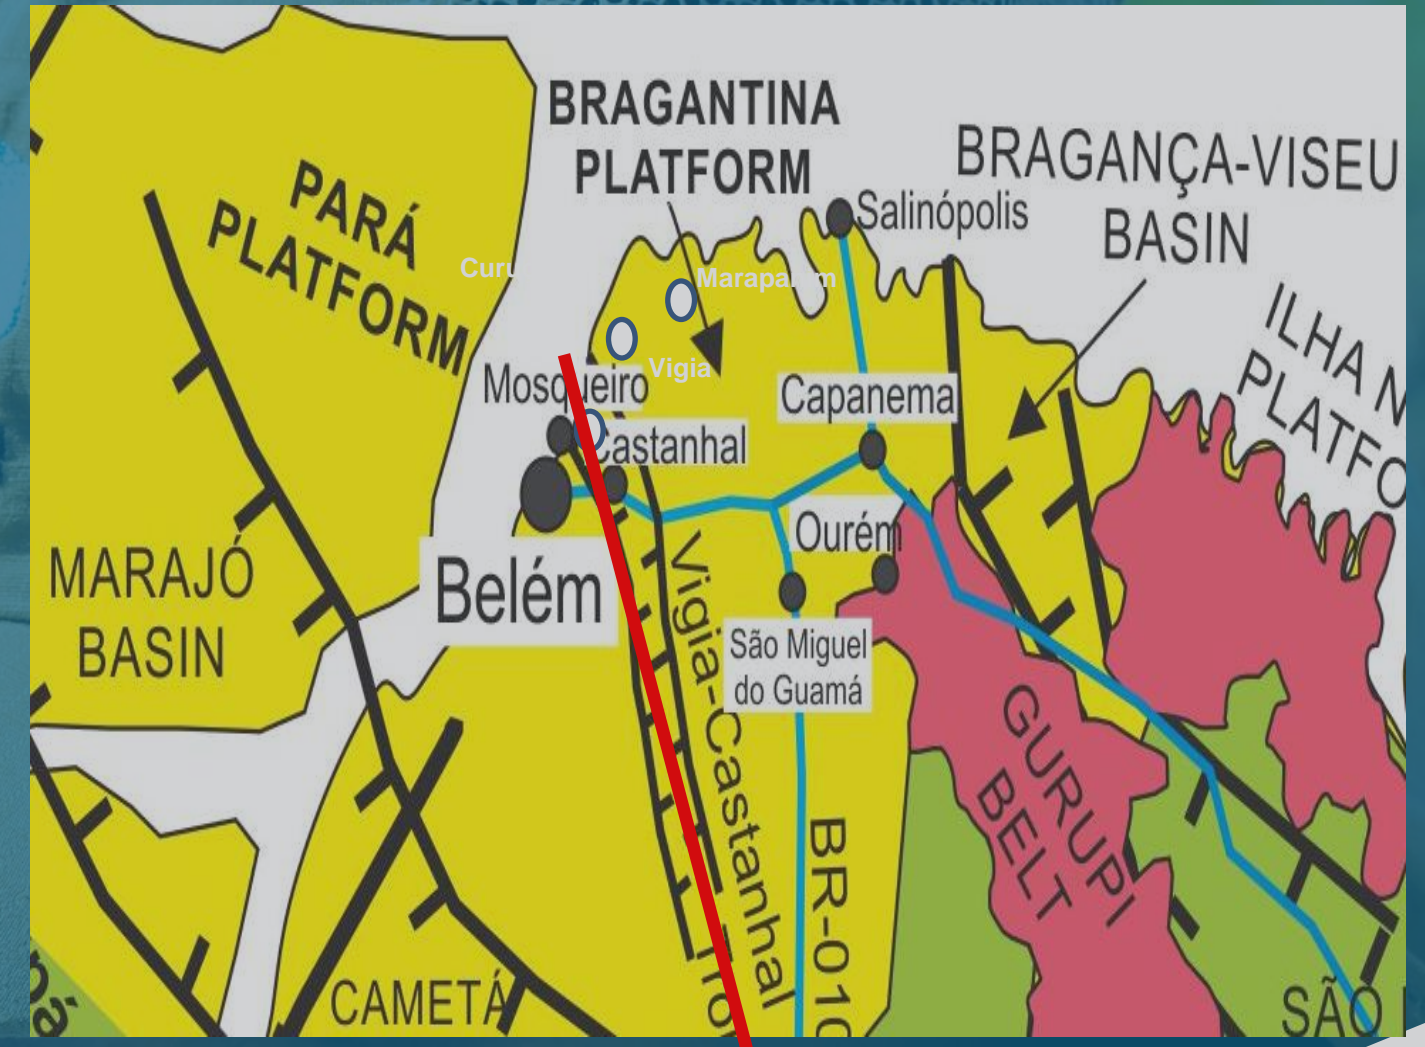 BRAGANTINA
PLATFORM
BRAGANÇA-VISEU
BASIN
PARÁ
PLATFORM
Salinópolis
ILHA N
PLATFO
Curu
Vigia
Mosqueiro
Capanema
Castanhal
Ourém
MARAJÓ
BASIN
Belém
São Miguel
do Guamá
Vigia-Castanhal
GURUPI
BELT
BR-010
CAMETÁ
SÃO